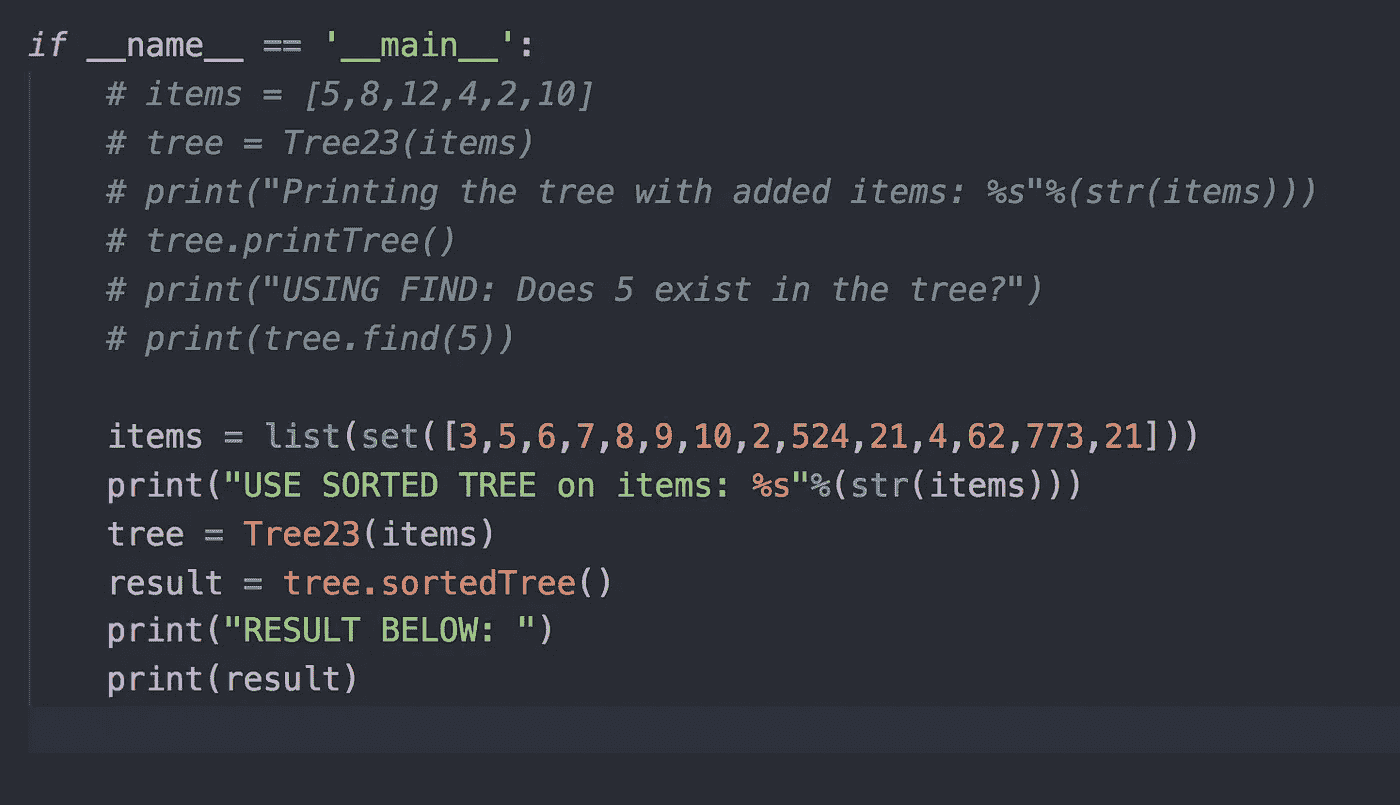 if __name__ == '__main__':
# items = [5,8,12,4,2,10]
# tree = Tree23(items)
# print("Printing the tree with added items: %s"%(str(items)))
# tree.printTree()
# print("USING FIND: Does 5 exist in the tree?")
# print(tree.find(5))
items = list(set([3,5,6,7,8,9,10,2,524,21,4,62,773,21]))
print("USE SORTED TREE on items: %s"%(str(items)))
tree = Tree23(items)
result = tree.sortedTree()
print("RESULT BELOW: ")
print(result)